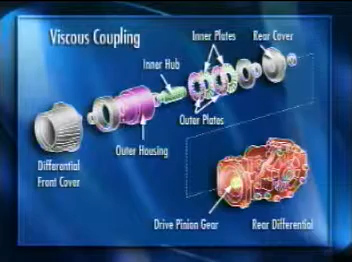 Viscous Coupling
Inner Plates
Rear Cover
Inner Hub
Outer Plates
Outer Housing
Differential
Front Cover
Drive Pinion Gear
Rear Differential